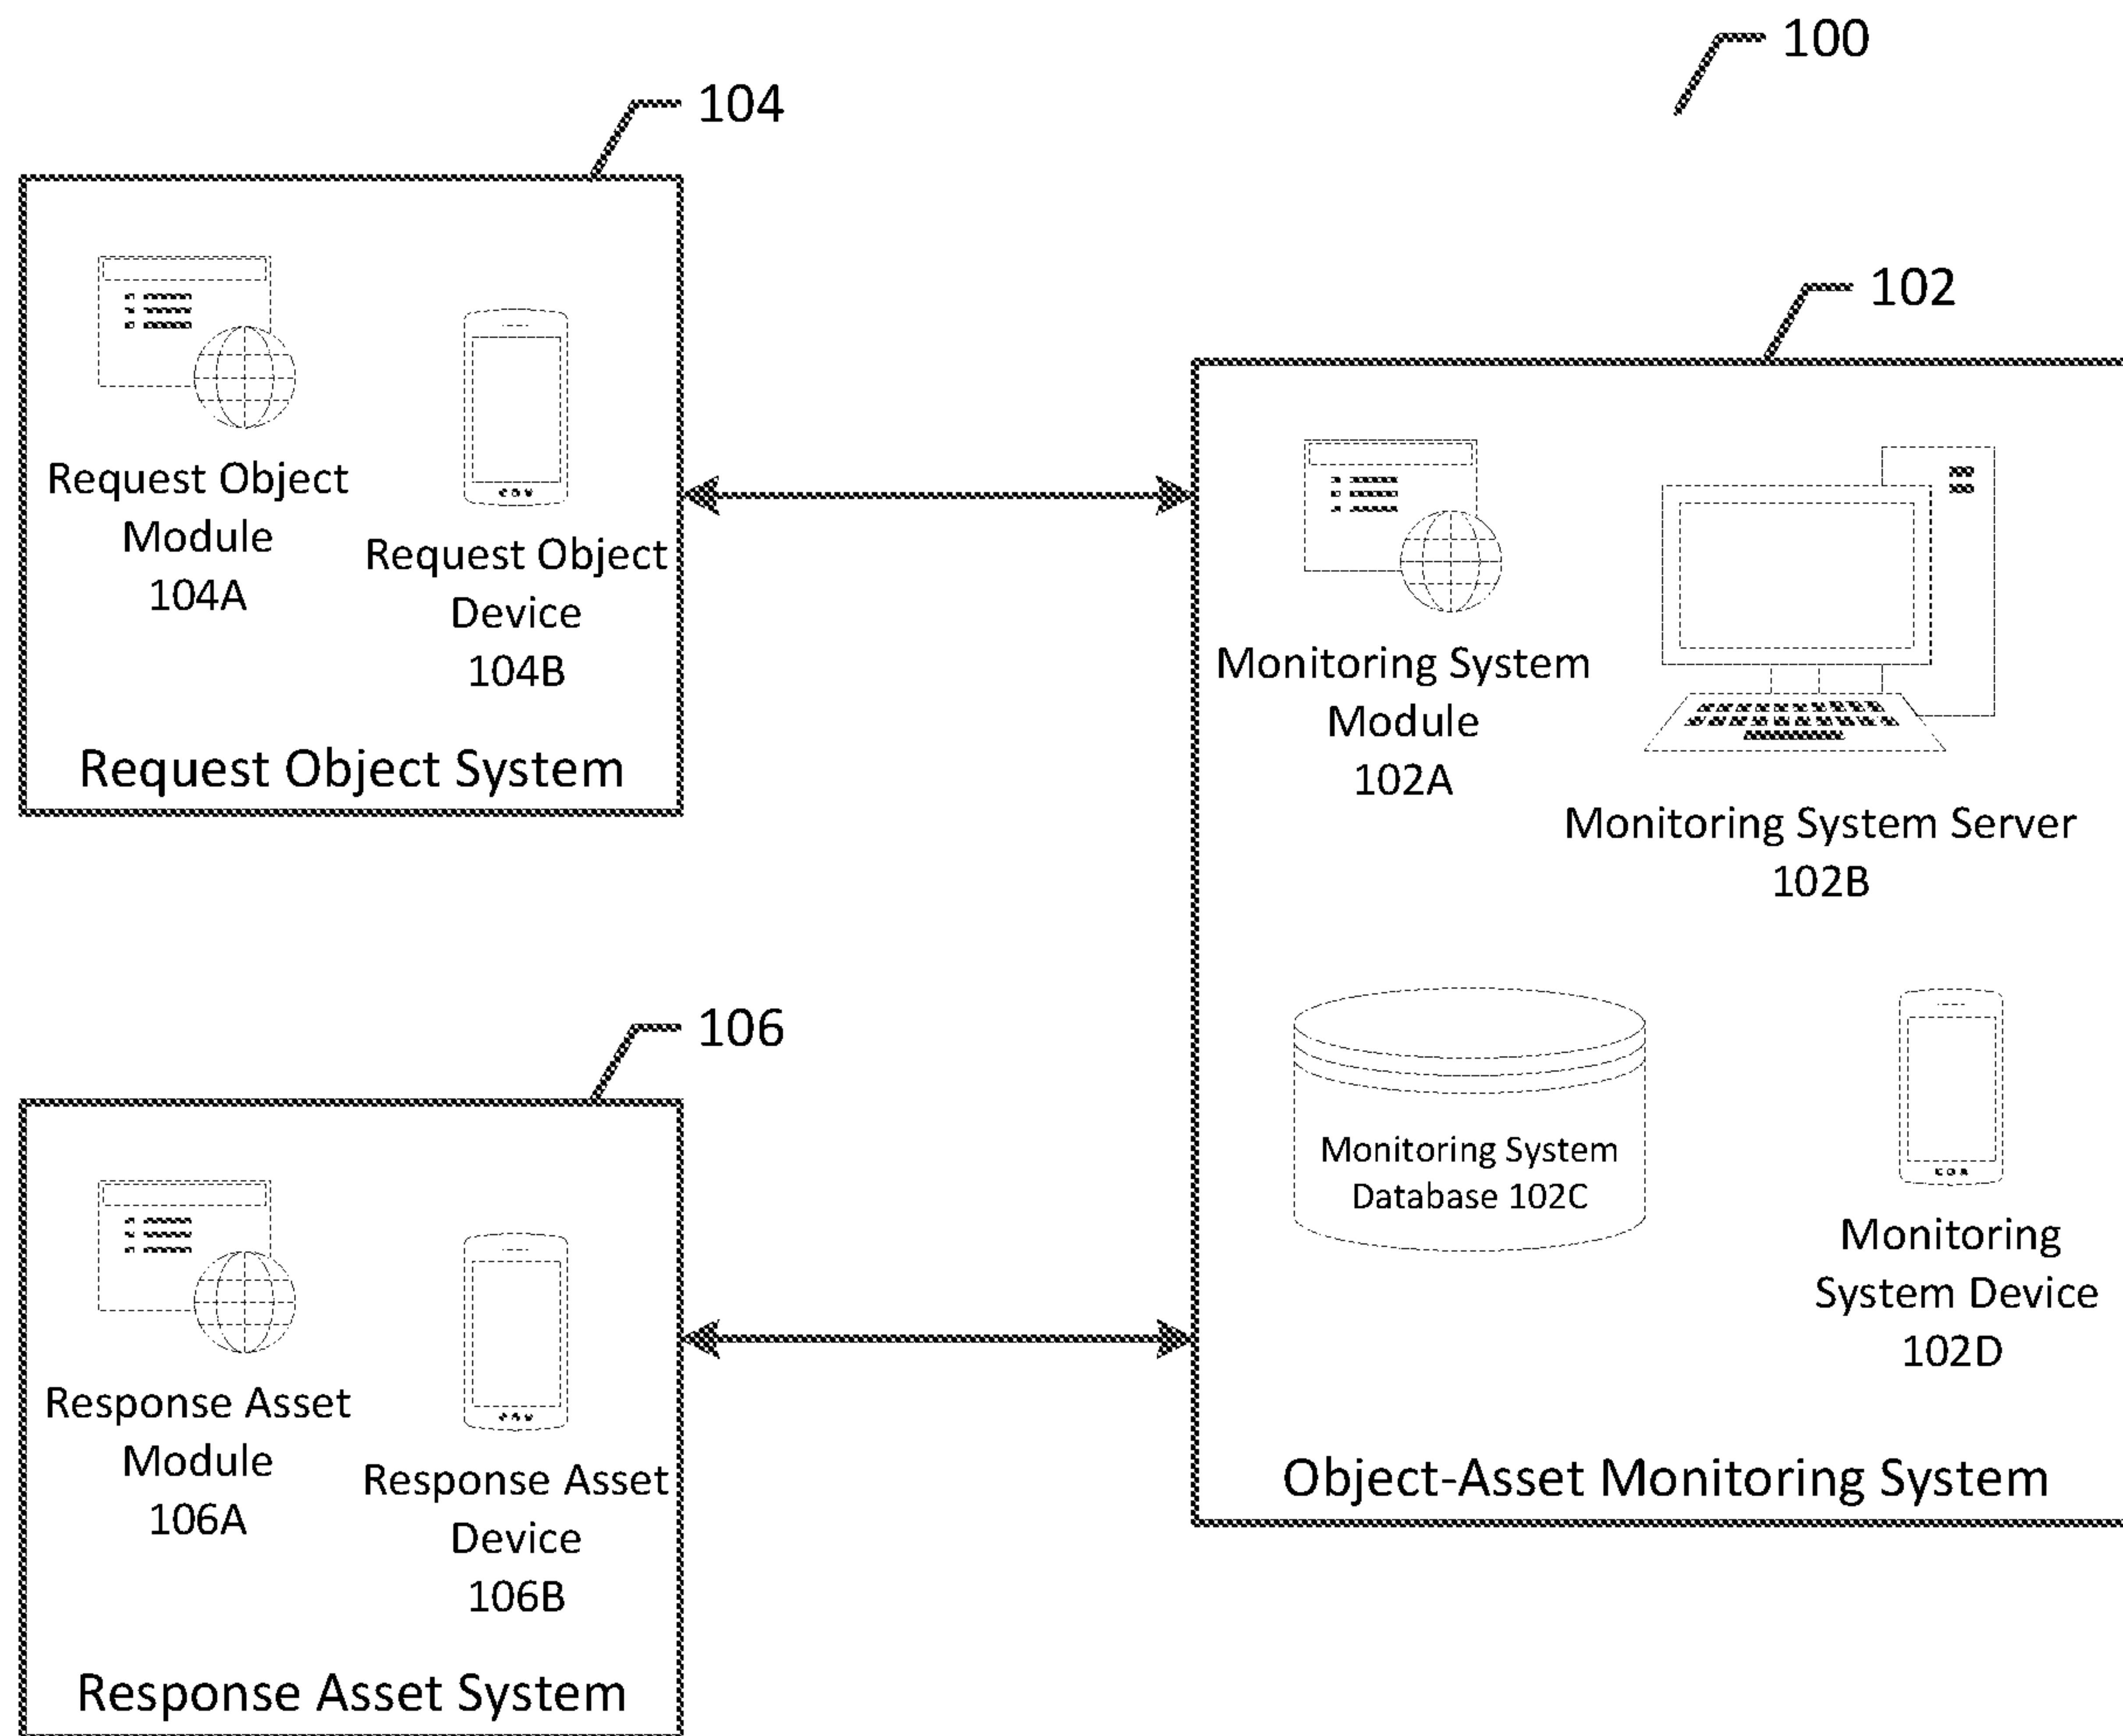 100
104
Request Object
Module
104A
Request Object
Device
104B
Request Object System
102
Monitoring System
Module
102A
Monitoring System Server
102B
Monitoring System
Database 102C
Monitoring
System Device
102D
Object-Asset Monitoring System
106
Response Asset
Module
106A
Response Asset
Device
106B
Response Asset System